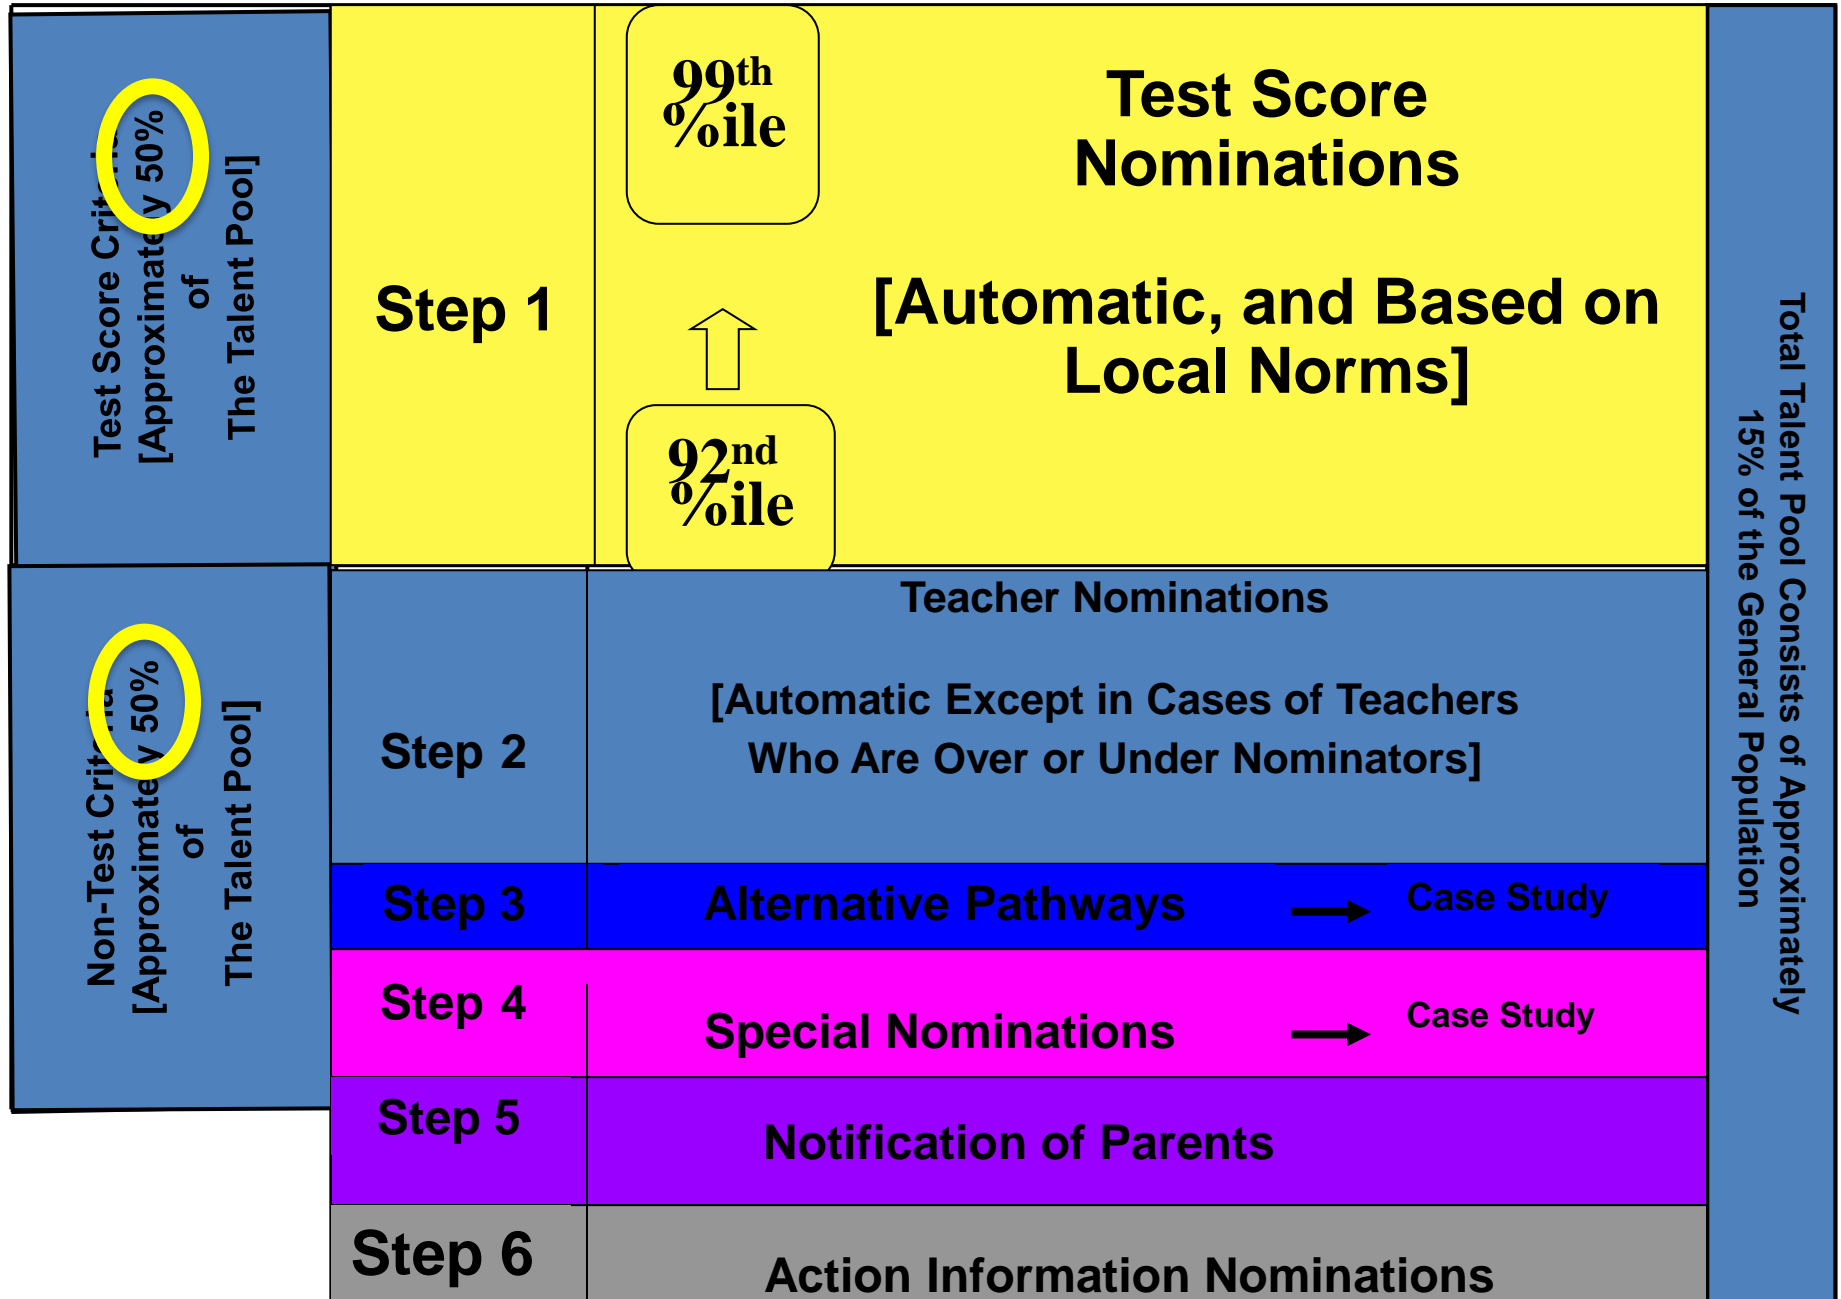 Test Score Criteria
[Approximately 50%
of
The Talent Pool]
Step 1
99th
%ile
92nd
%ile
Test Score
Nominations
[Automatic, and Based on
Local Norms]
Non-Test Criteria
[Approximately 50%
of
The Talent Pool]
Step 2
Teacher Nominations
[Automatic Except in Cases of Teachers
Who Are Over or Under Nominators]
Step 3
Alternative Pathways
Case Study
Step 4
Special Nominations
Case Study
Step 5
Notification of Parents
Step 6
Action Information Nominations
Total Talent Pool Consists of Approximately
15% of the General Population